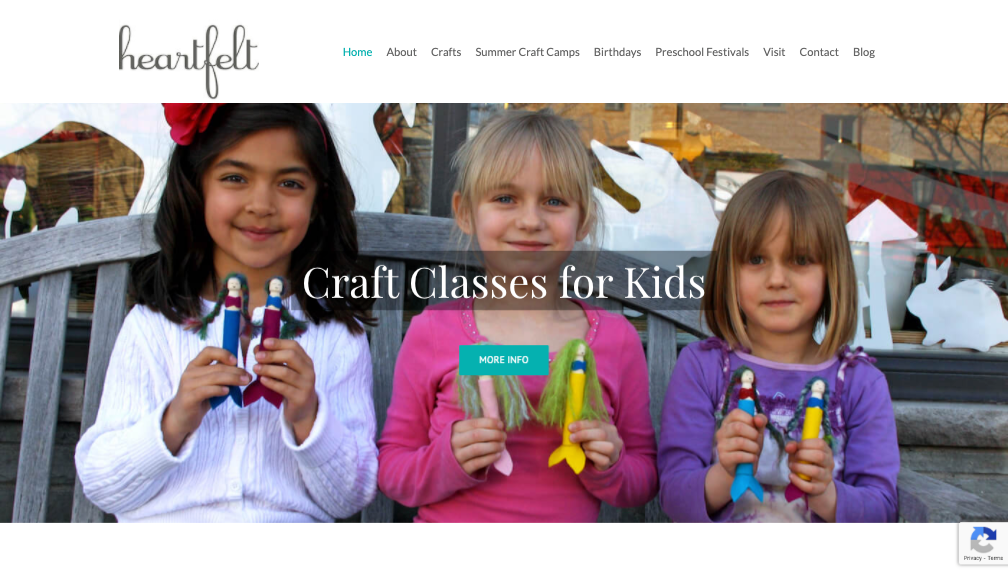 heartfelt
Home About Crafts Summer Craft Camps Birthdays Preschool Festivals Visit Contact Blog
Craft Classes for Kids
MORE INFO
Privacy - Terms